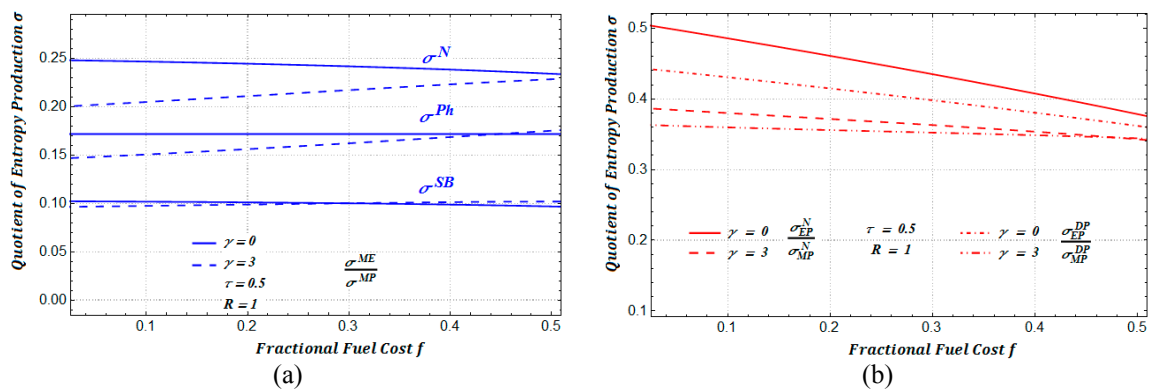 Quotient of Entropy Production σ
0.25
0.20
0.15
0.10
0.05
0.00
σ^N
σ^Ph
σ^SB
γ = 0
γ = 3
τ = 0.5
R = 1
σ^ME
σ^MP
0.1 0.2 0.3 0.4 0.5
Fractional Fuel Cost f
(a)
Quotient of Entropy Production σ
0.5
0.4
0.3
0.2
0.1
γ = 0 σ^N_EP τ = 0.5 γ = 0 σ^DP_EP
γ = 3 σ^N_MP R = 1 γ = 3 σ^DP_MP
0.1 0.2 0.3 0.4 0.5
Fractional Fuel Cost f
(b)